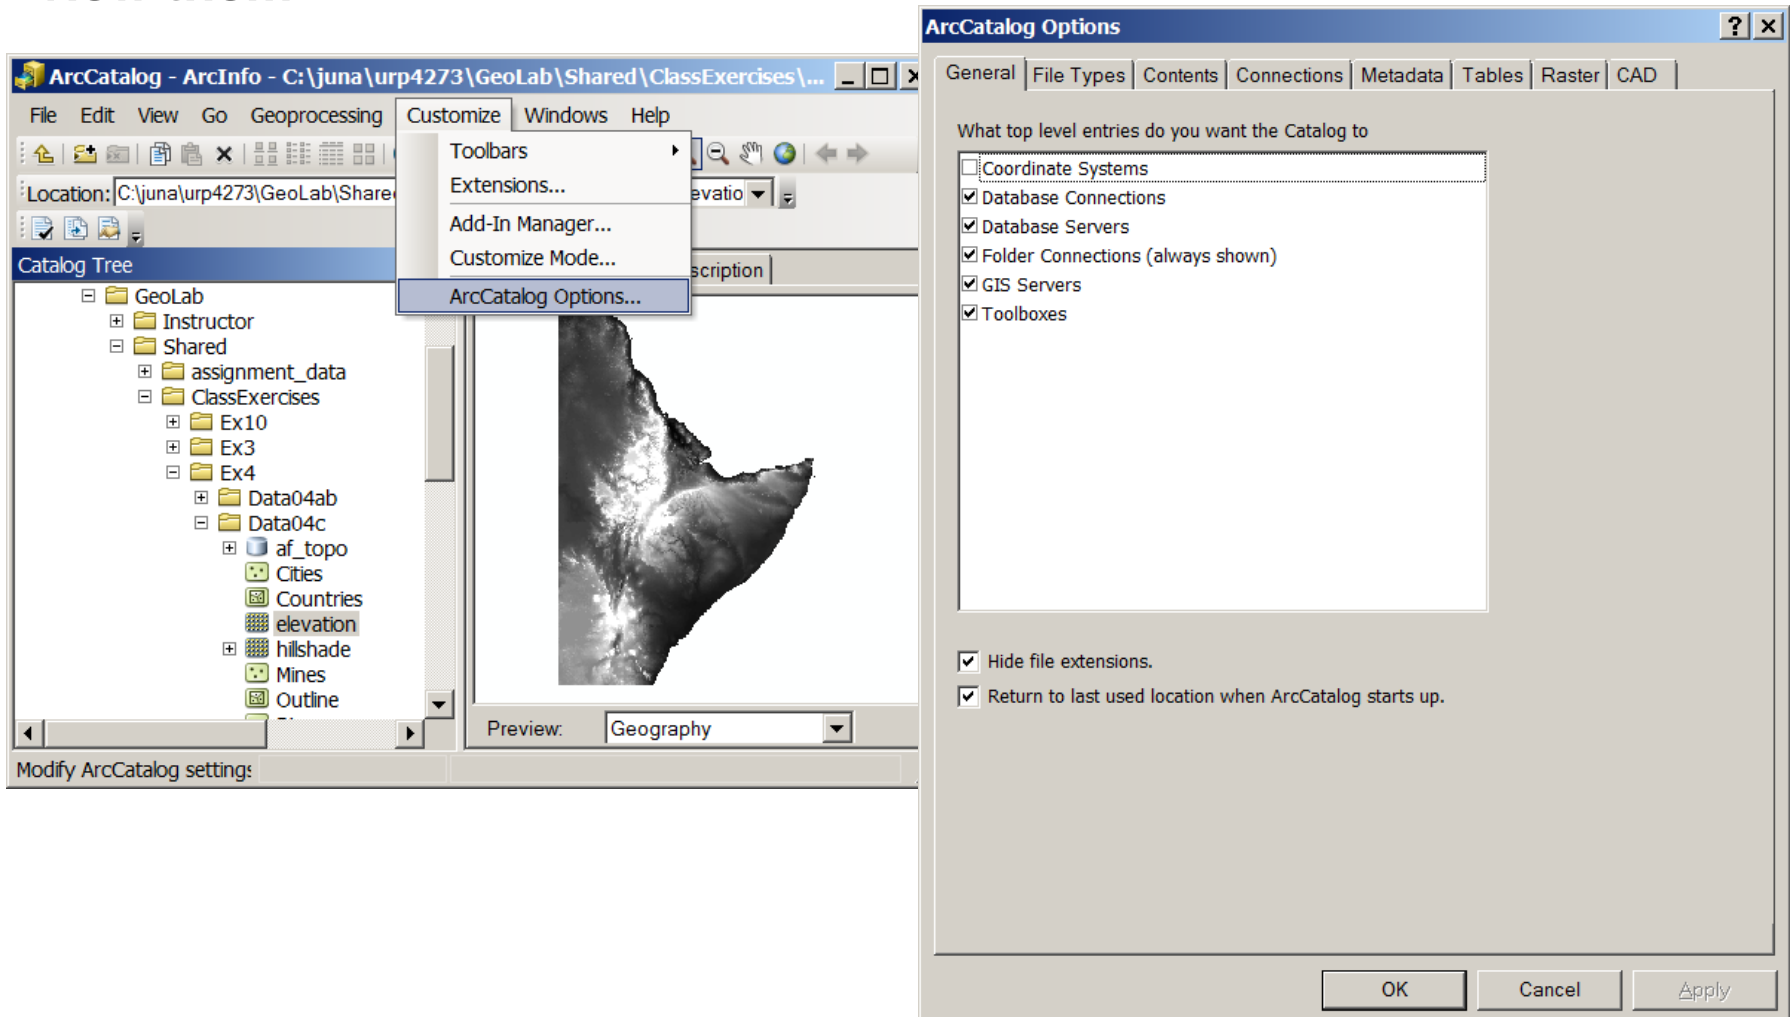 ArcCatalog - ArcInfo - C:\juna\urp4273\GeoLab\Shared\ClassExercises\...
File Edit View Go Geoprocessing Customize Windows Help
Location: C:\juna\urp4273\GeoLab\Share evatio
Toolbars
Extensions...
Add-In Manager...
Customize Mode...
ArcCatalog Options...
Catalog Tree
scription
GeoLab
Instructor
Shared
assignment_data
ClassExercises
Ex10
Ex3
Ex4
Data04ab
Data04c
af_topo
Cities
Countries
elevation
hillshade
Mines
Outline
Preview: Geography
Modify ArcCatalog settings
ArcCatalog Options
General File Types Contents Connections Metadata Tables Raster CAD
What top level entries do you want the Catalog to
Coordinate Systems
Database Connections
Database Servers
Folder Connections (always shown)
GIS Servers
Toolboxes
Hide file extensions.
Return to last used location when ArcCatalog starts up.
OK Cancel Apply